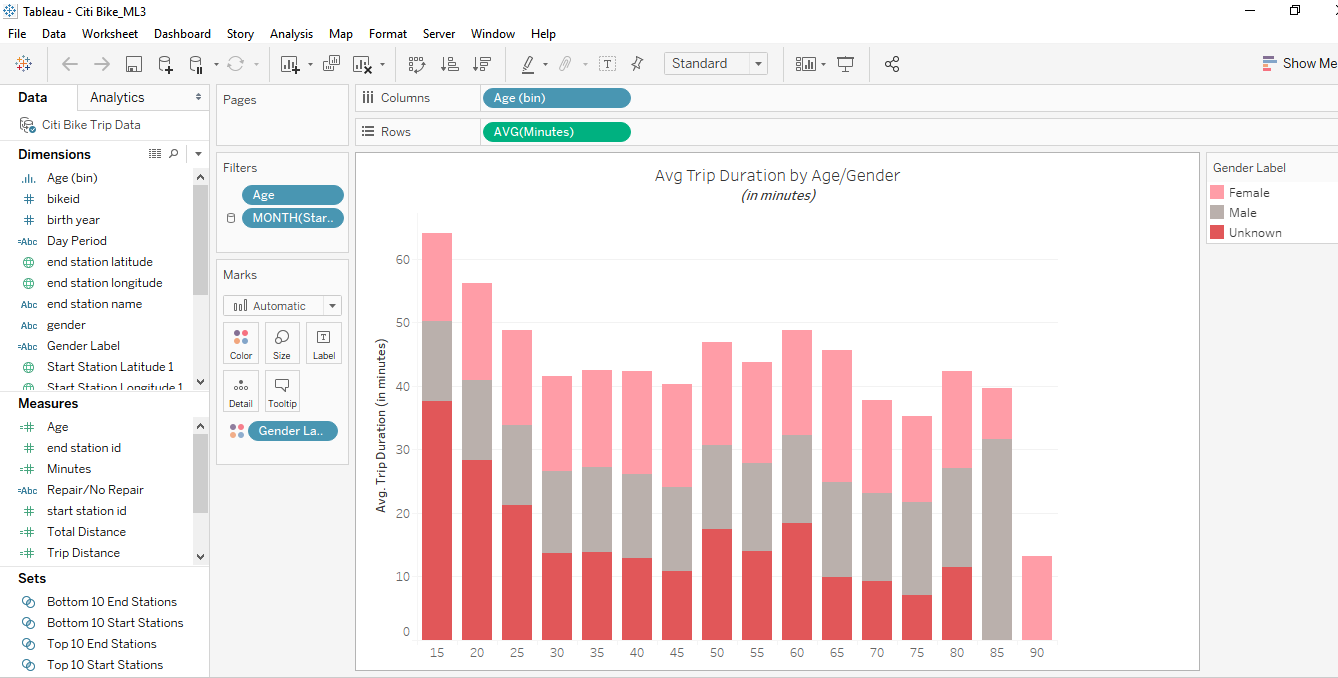 Tableau - Citi Bike_ML3
File Data Worksheet Dashboard Story Analysis Map Format Server Window Help
Standard
Show Me
Data
Analytics
Citi Bike Trip Data
Dimensions
Age (bin)
bikeid
birth year
=Abc Day Period
end station latitude
end station longitude
Abc end station name
Abc gender
=Abc Gender Label
Start Station Latitude 1
Start Station Longitude 1
Measures
Age
end station id
Minutes
=Abc Repair/No Repair
start station id
Total Distance
Trip Distance
Sets
Bottom 10 End Stations
Bottom 10 Start Stations
Top 10 End Stations
Top 10 Start Stations
Pages
Filters
Age
MONTH(Star..
Marks
Automatic
Color Size Label
Detail Tooltip
Gender La..
Columns
Age (bin)
Rows
AVG(Minutes)
Avg Trip Duration by Age/Gender
(in minutes)
Avg. Trip Duration (in minutes)
60
50
40
30
20
10
0
15 20 25 30 35 40 45 50 55 60 65 70 75 80 85 90
Gender Label
Female
Male
Unknown